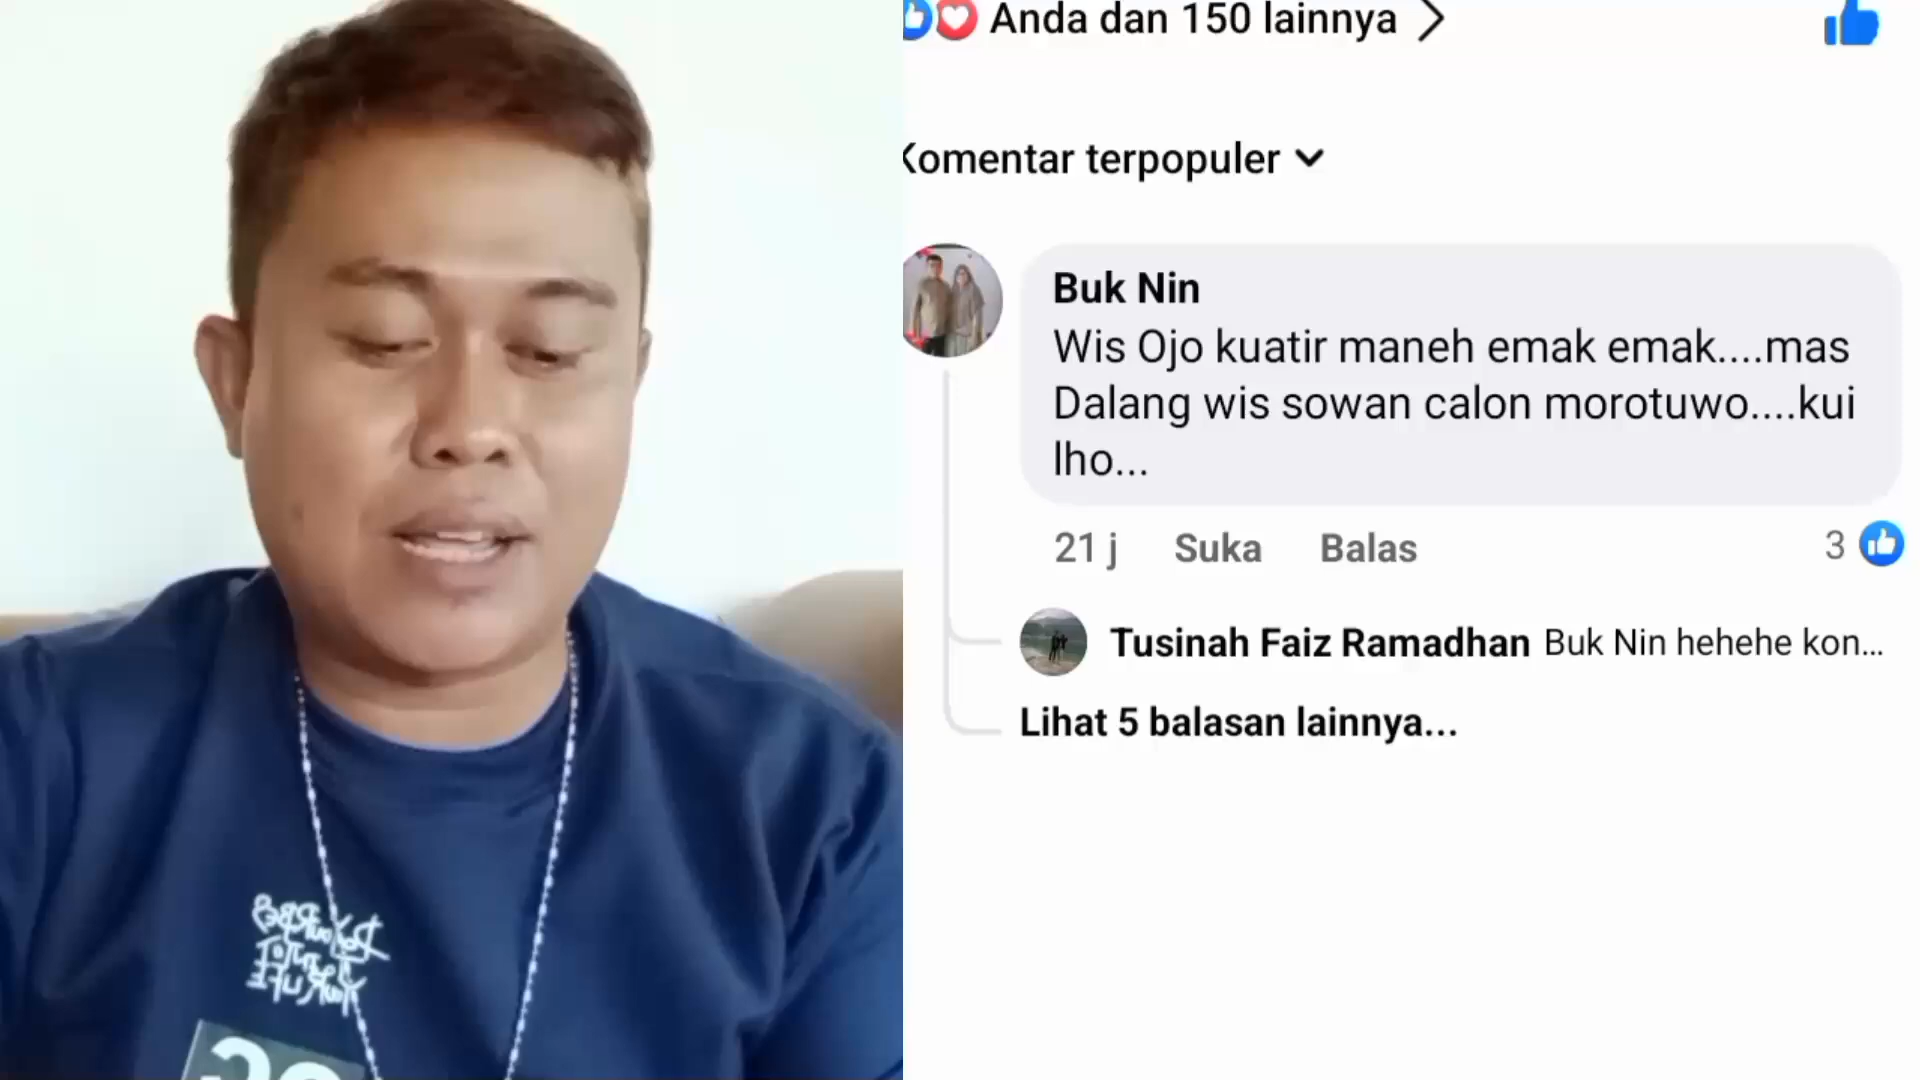 Anda dan 150 lainnya
Komentar terpopuler
Buk Nin
Wis Ojo kuatir maneh emak emak....mas
Dalang wis sowan calon morotuwo....kui
lho...
21 j Suka Balas 3
Tusinah Faiz Ramadhan Buk Nin hehehe kon...
Lihat 5 balasan lainnya...